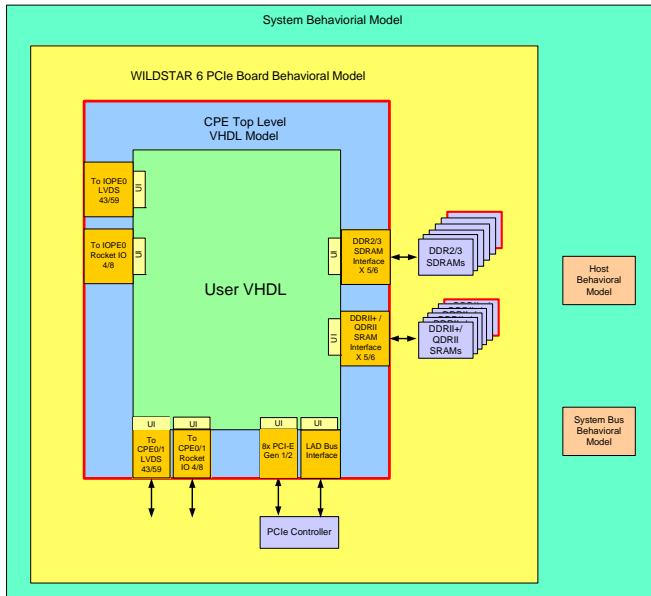 System Behaviorial Model
WILDSTAR 6 PCIe Board Behavioral Model
CPE Top Level
VHDL Model
To IOPE0
LVDS
43/59
UI
To IOPE0
Rocket IO
4/8
UI
User VHDL
UI
DDR2/3
SDRAM
Interface
X 5/6
DDR2/3
SDRAMs
UI
DDRII+ /
QDRII
SRAM
Interface
X 5/6
DDRII+/
QDRII
SRAMs
Host
Behavioral
Model
System Bus
Behavioral
Model
UI
To
CPE0/1
LVDS
43/59
UI
To
CPE0/1
Rocket
IO 4/8
UI
8x PCI-E
Gen 1/2
UI
LAD Bus
Interface
PCIe Controller